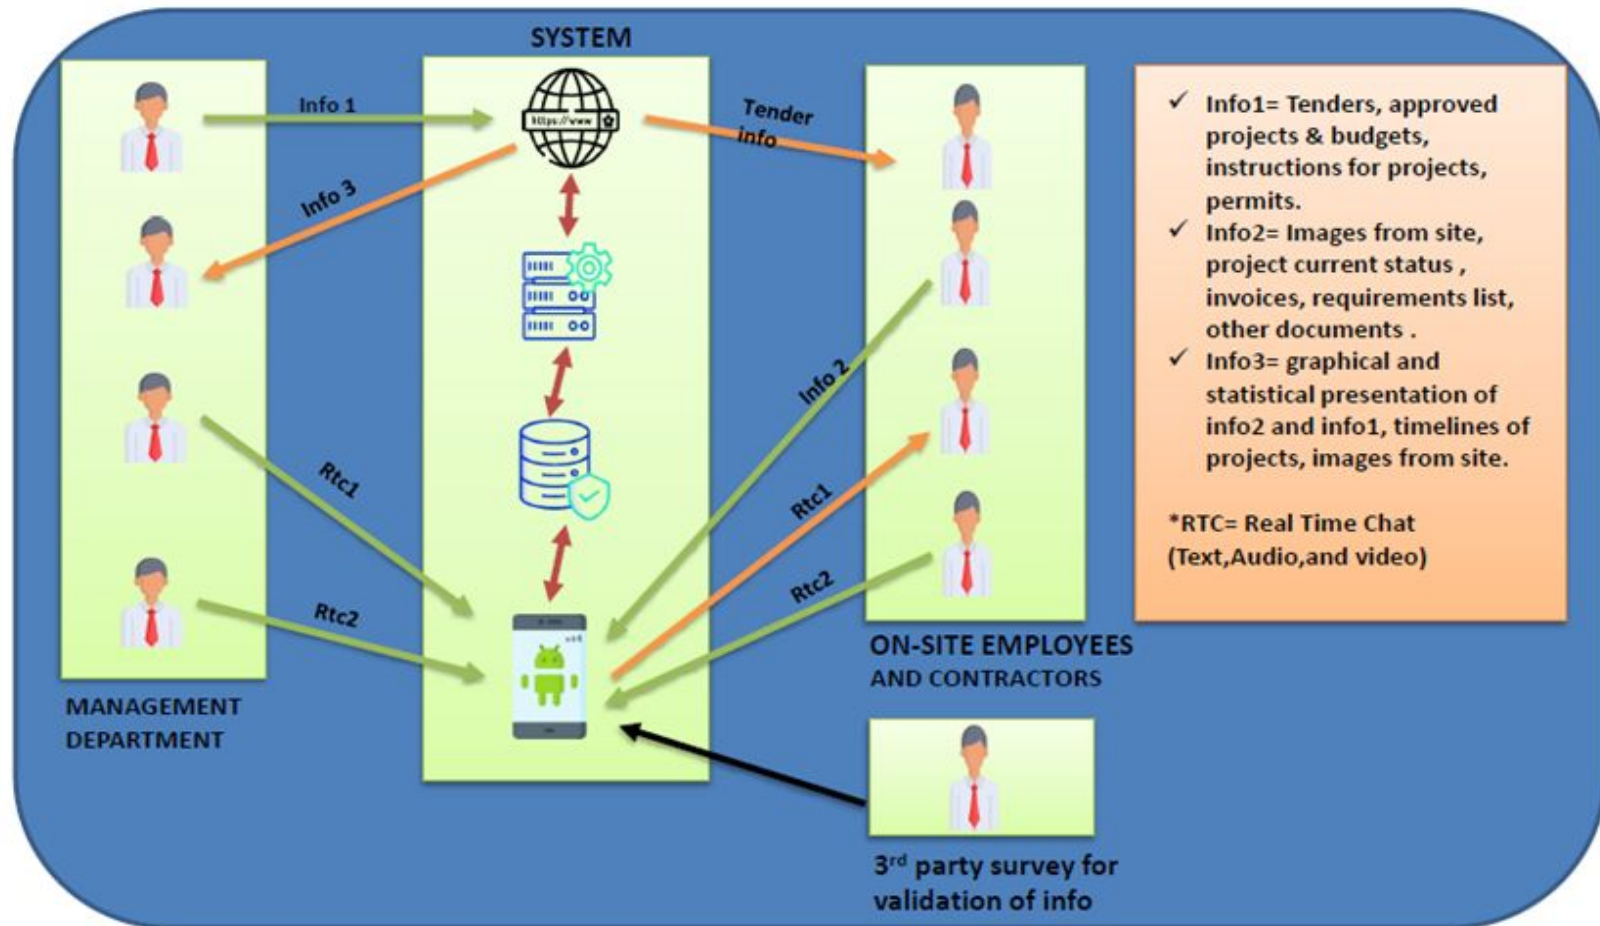 SYSTEM
Info 1
https://www
Tender
info
Info 3
Info 2
Rtc1
Rtc1
Rtc2
Rtc2
MANAGEMENT
DEPARTMENT
ON-SITE EMPLOYEES
AND CONTRACTORS
3rd party survey for
validation of info
✓ Info1= Tenders, approved
projects & budgets,
instructions for projects,
permits.
✓ Info2= Images from site,
project current status ,
invoices, requirements list,
other documents .
✓ Info3= graphical and
statistical presentation of
info2 and info1, timelines of
projects, images from site.
*RTC= Real Time Chat
(Text,Audio,and video)